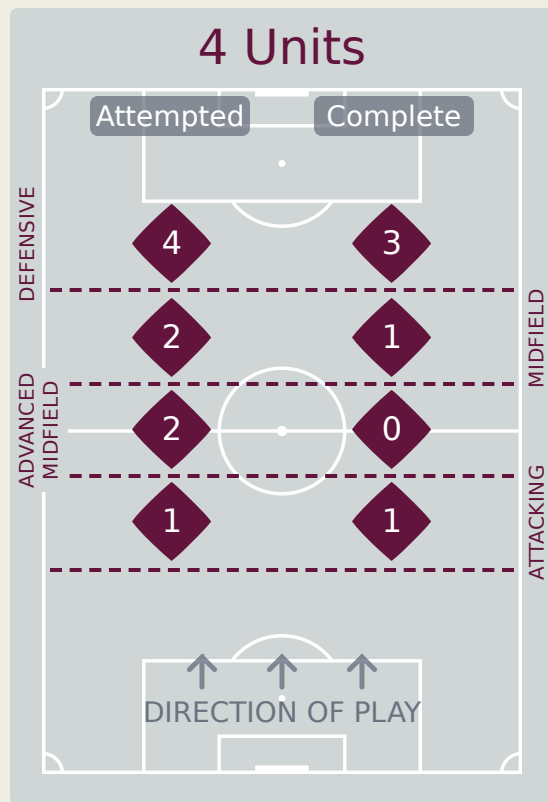 4 Units
Attempted
Complete
DEFENSIVE
4
3
MIDFIELD
2
1
ADVANCED
MIDFIELD
2
0
ATTACKING
1
1
DIRECTION OF PLAY